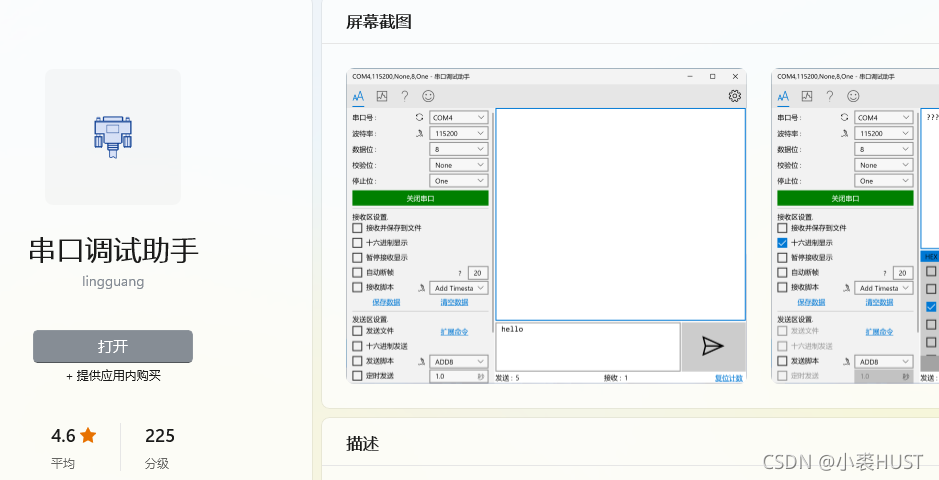 屏幕截图
串口调试助手
lingguang
打开
+ 提供应用内购买
4.6
平均
225
分级
COM4,115200,None,8,One - 串口调试助手
串口号: COM4
波特率: 115200
数据位: 8
校验位: None
停止位: One
关闭串口
接收区设置
接收并保存到文件
十六进制显示
暂停接收显示
自动断帧 ? 20
接收脚本 Add Timesta
保存数据 清空数据
发送区设置:
发送文件 扩展命令
十六进制发送
发送脚本 ADD8
定时发送 1.0 秒
hello
发送 : 5 接收 : 1 复位计数
COM4,115200,None,8,One - 串口调试助手
串口号: COM4
波特率: 115200
数据位: 8
校验位: None
停止位: One
关闭串口
接收区设置
接收并保存到文件
十六进制显示
暂停接收显示
自动断帧 ? 20
接收脚本 Add Timesta
保存数据 清空数据
发送区设置:
发送文件 扩展命令
十六进制发送
发送脚本 ADD8
定时发送 1.0 秒
???
HEX
发送 :
描述
CSDN @小裘HUST